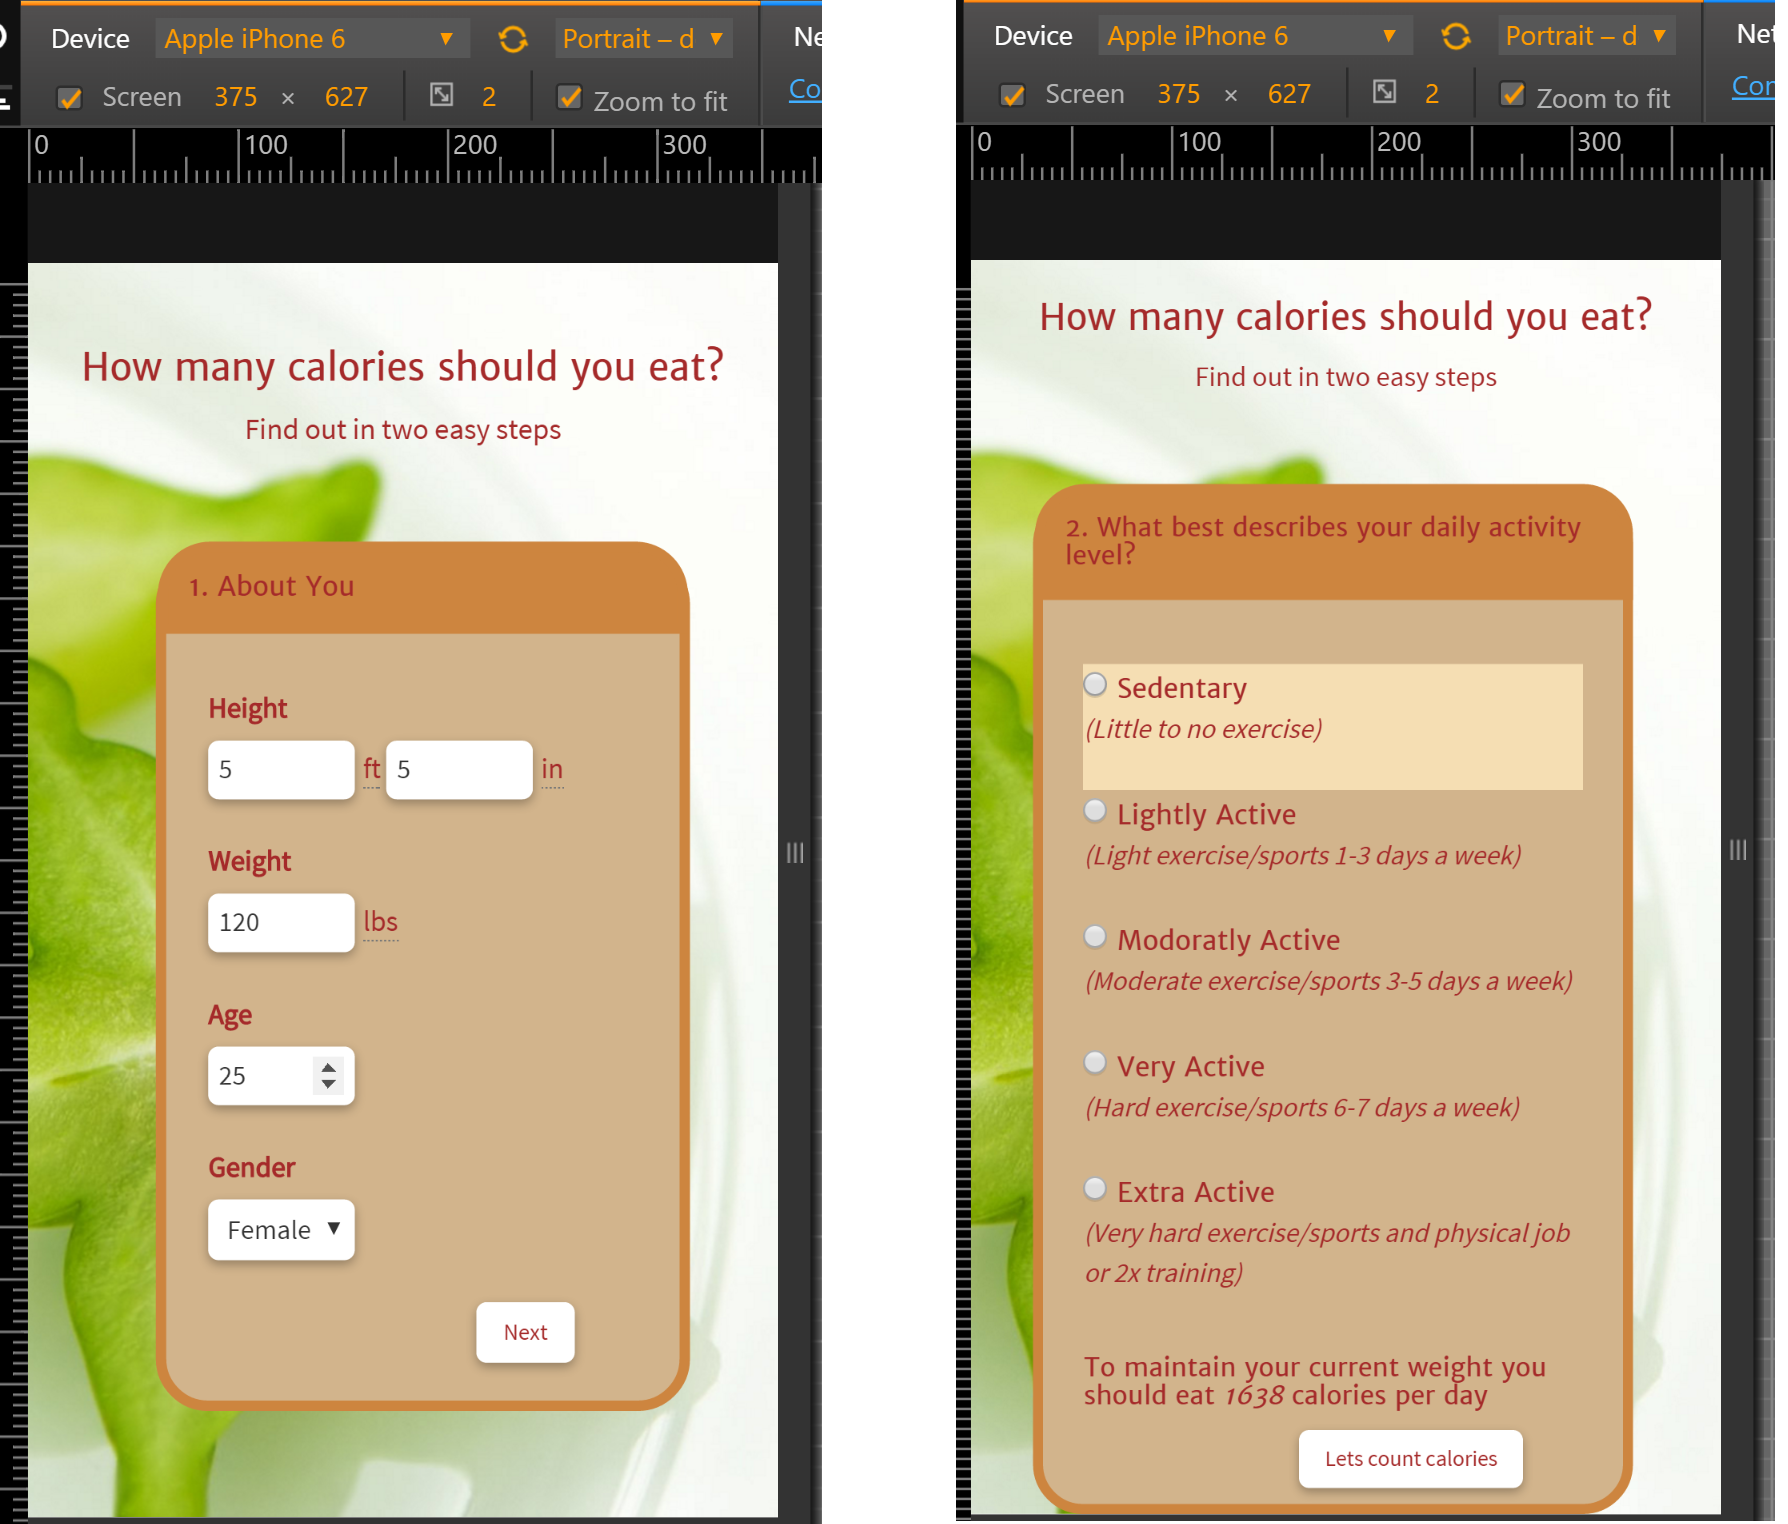 Device Apple iPhone 6 Portrait – d Ne
Screen 375 × 627 2 Zoom to fit Co
0 100 200 300
How many calories should you eat?
Find out in two easy steps
1. About You
Height
5 ft 5 in
Weight
120 lbs
Age
25
Gender
Female
Next
Device Apple iPhone 6 Portrait – d Net
Screen 375 × 627 2 Zoom to fit Con
0 100 200 300
How many calories should you eat?
Find out in two easy steps
2. What best describes your daily activity
level?
Sedentary
(Little to no exercise)
Lightly Active
(Light exercise/sports 1-3 days a week)
Modoratly Active
(Moderate exercise/sports 3-5 days a week)
Very Active
(Hard exercise/sports 6-7 days a week)
Extra Active
(Very hard exercise/sports and physical job
or 2x training)
To maintain your current weight you
should eat 1638 calories per day
Lets count calories